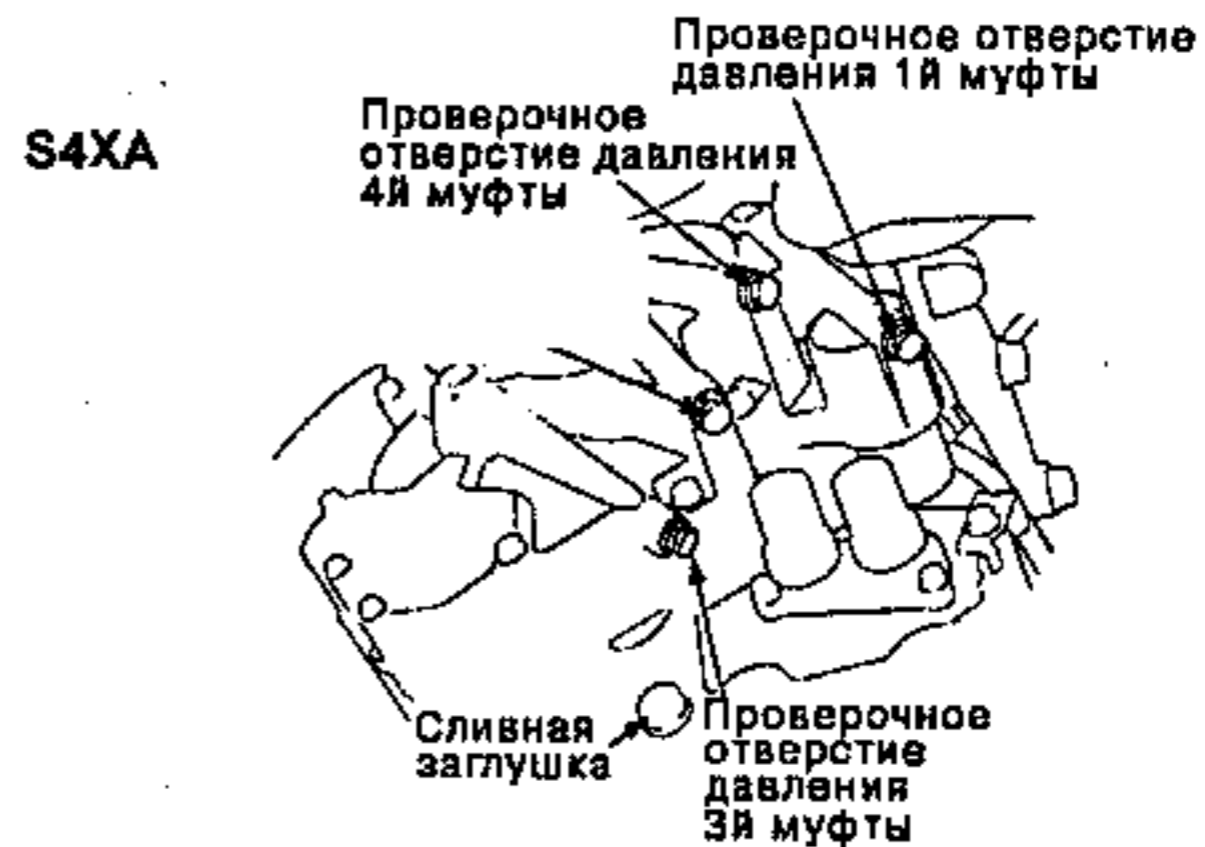 Проверочное отверстие
давления 1й муфты
Проверочное
отверстие давления
4й муфты
S4XA
Сливная
заглушка
Проверочное
отверстие
давления
3й муфты